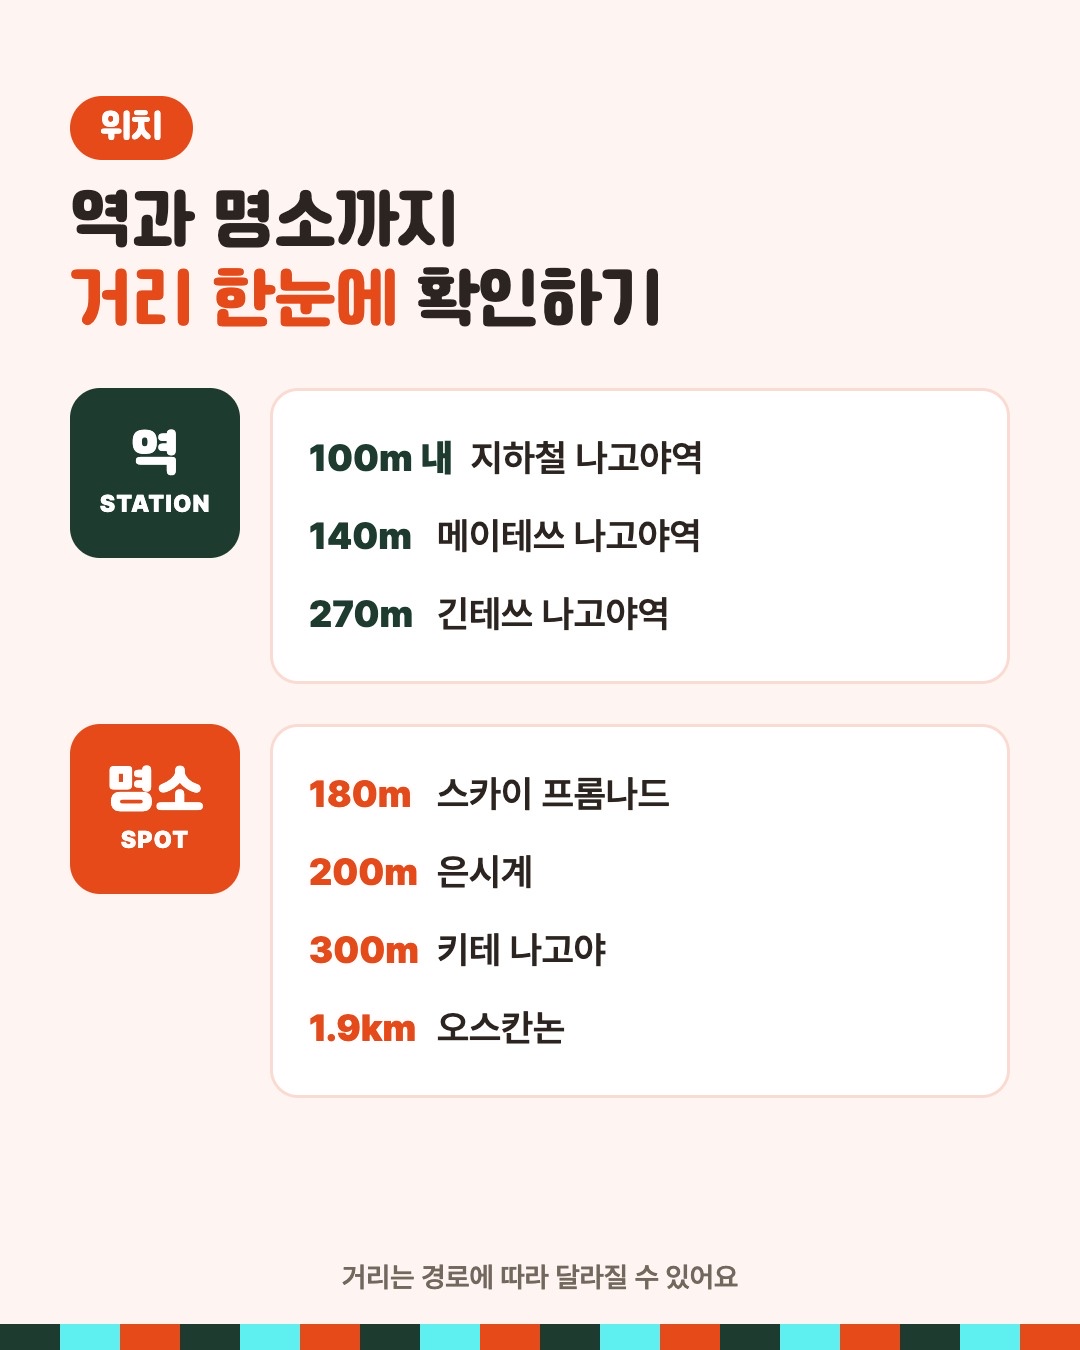 위치
역과 명소까지
거리 한눈에 확인하기
역
STATION
100m 내 지하철 나고야역
140m 메이테쓰 나고야역
270m 긴테쓰 나고야역
명소
SPOT
180m 스카이 프롬나드
200m 은시계
300m 키테 나고야
1.9km 오스칸논
거리는 경로에 따라 달라질 수 있어요